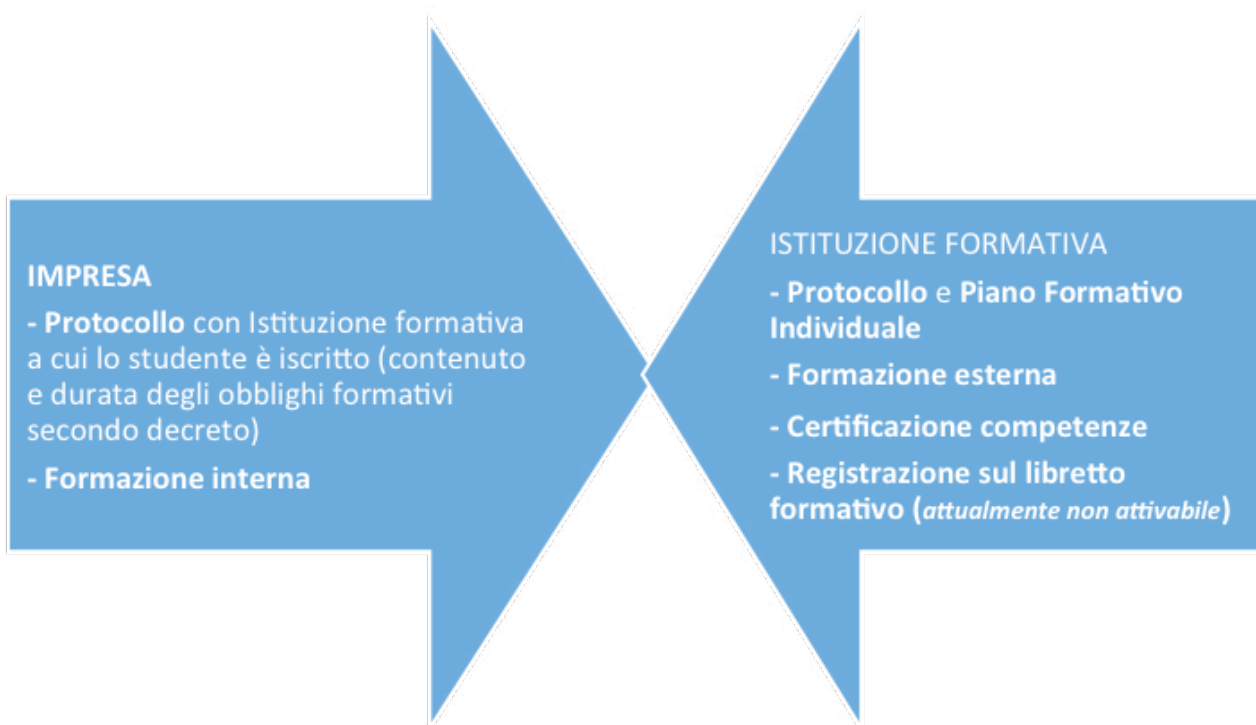 IMPRESA
- Protocollo con Istituzione formativa
a cui lo studente è iscritto (contenuto
e durata degli obblighi formativi
secondo decreto)
- Formazione interna
ISTITUZIONE FORMATIVA
- Protocollo e Piano Formativo
Individuale
- Formazione esterna
- Certificazione competenze
- Registrazione sul libretto
formativo (attualmente non attivabile)